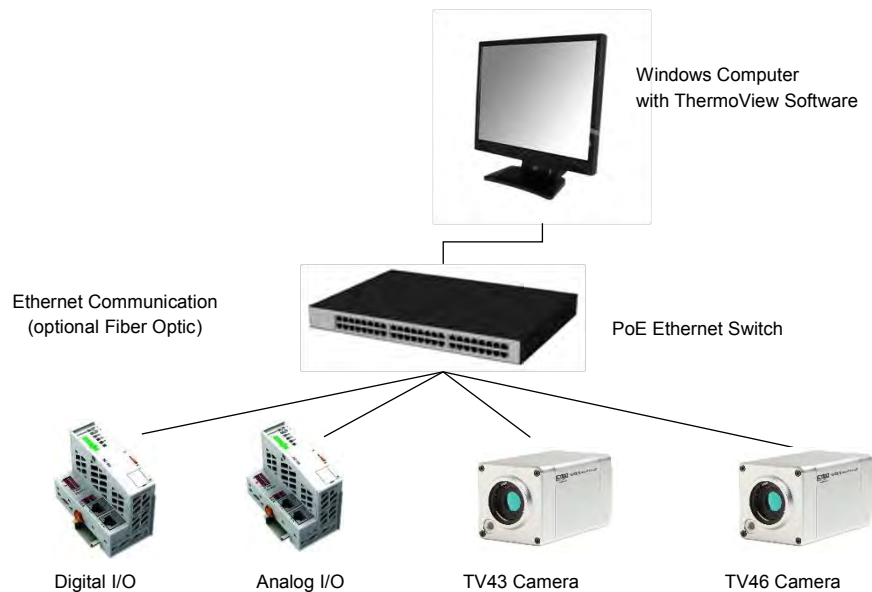 Windows Computer
with ThermoView Software
Ethernet Communication
(optional Fiber Optic)
PoE Ethernet Switch
Digital I/O
Analog I/O
TV43 Camera
TV46 Camera